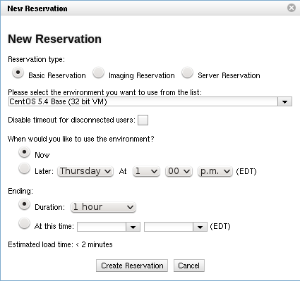 New Reservation
New Reservation
Reservation type:
Basic Reservation Imaging Reservation Server Reservation
Please select the environment you want to use from the list:
CentOS 5.4 Base (32 bit VM)
Disable timeout for disconnected users:
When would you like to use the environment?
Now
Later: Thursday At 1 00 p.m. (EDT)
Ending:
Duration: 1 hour
At this time: (EDT)
Estimated load time: < 2 minutes
Create Reservation Cancel